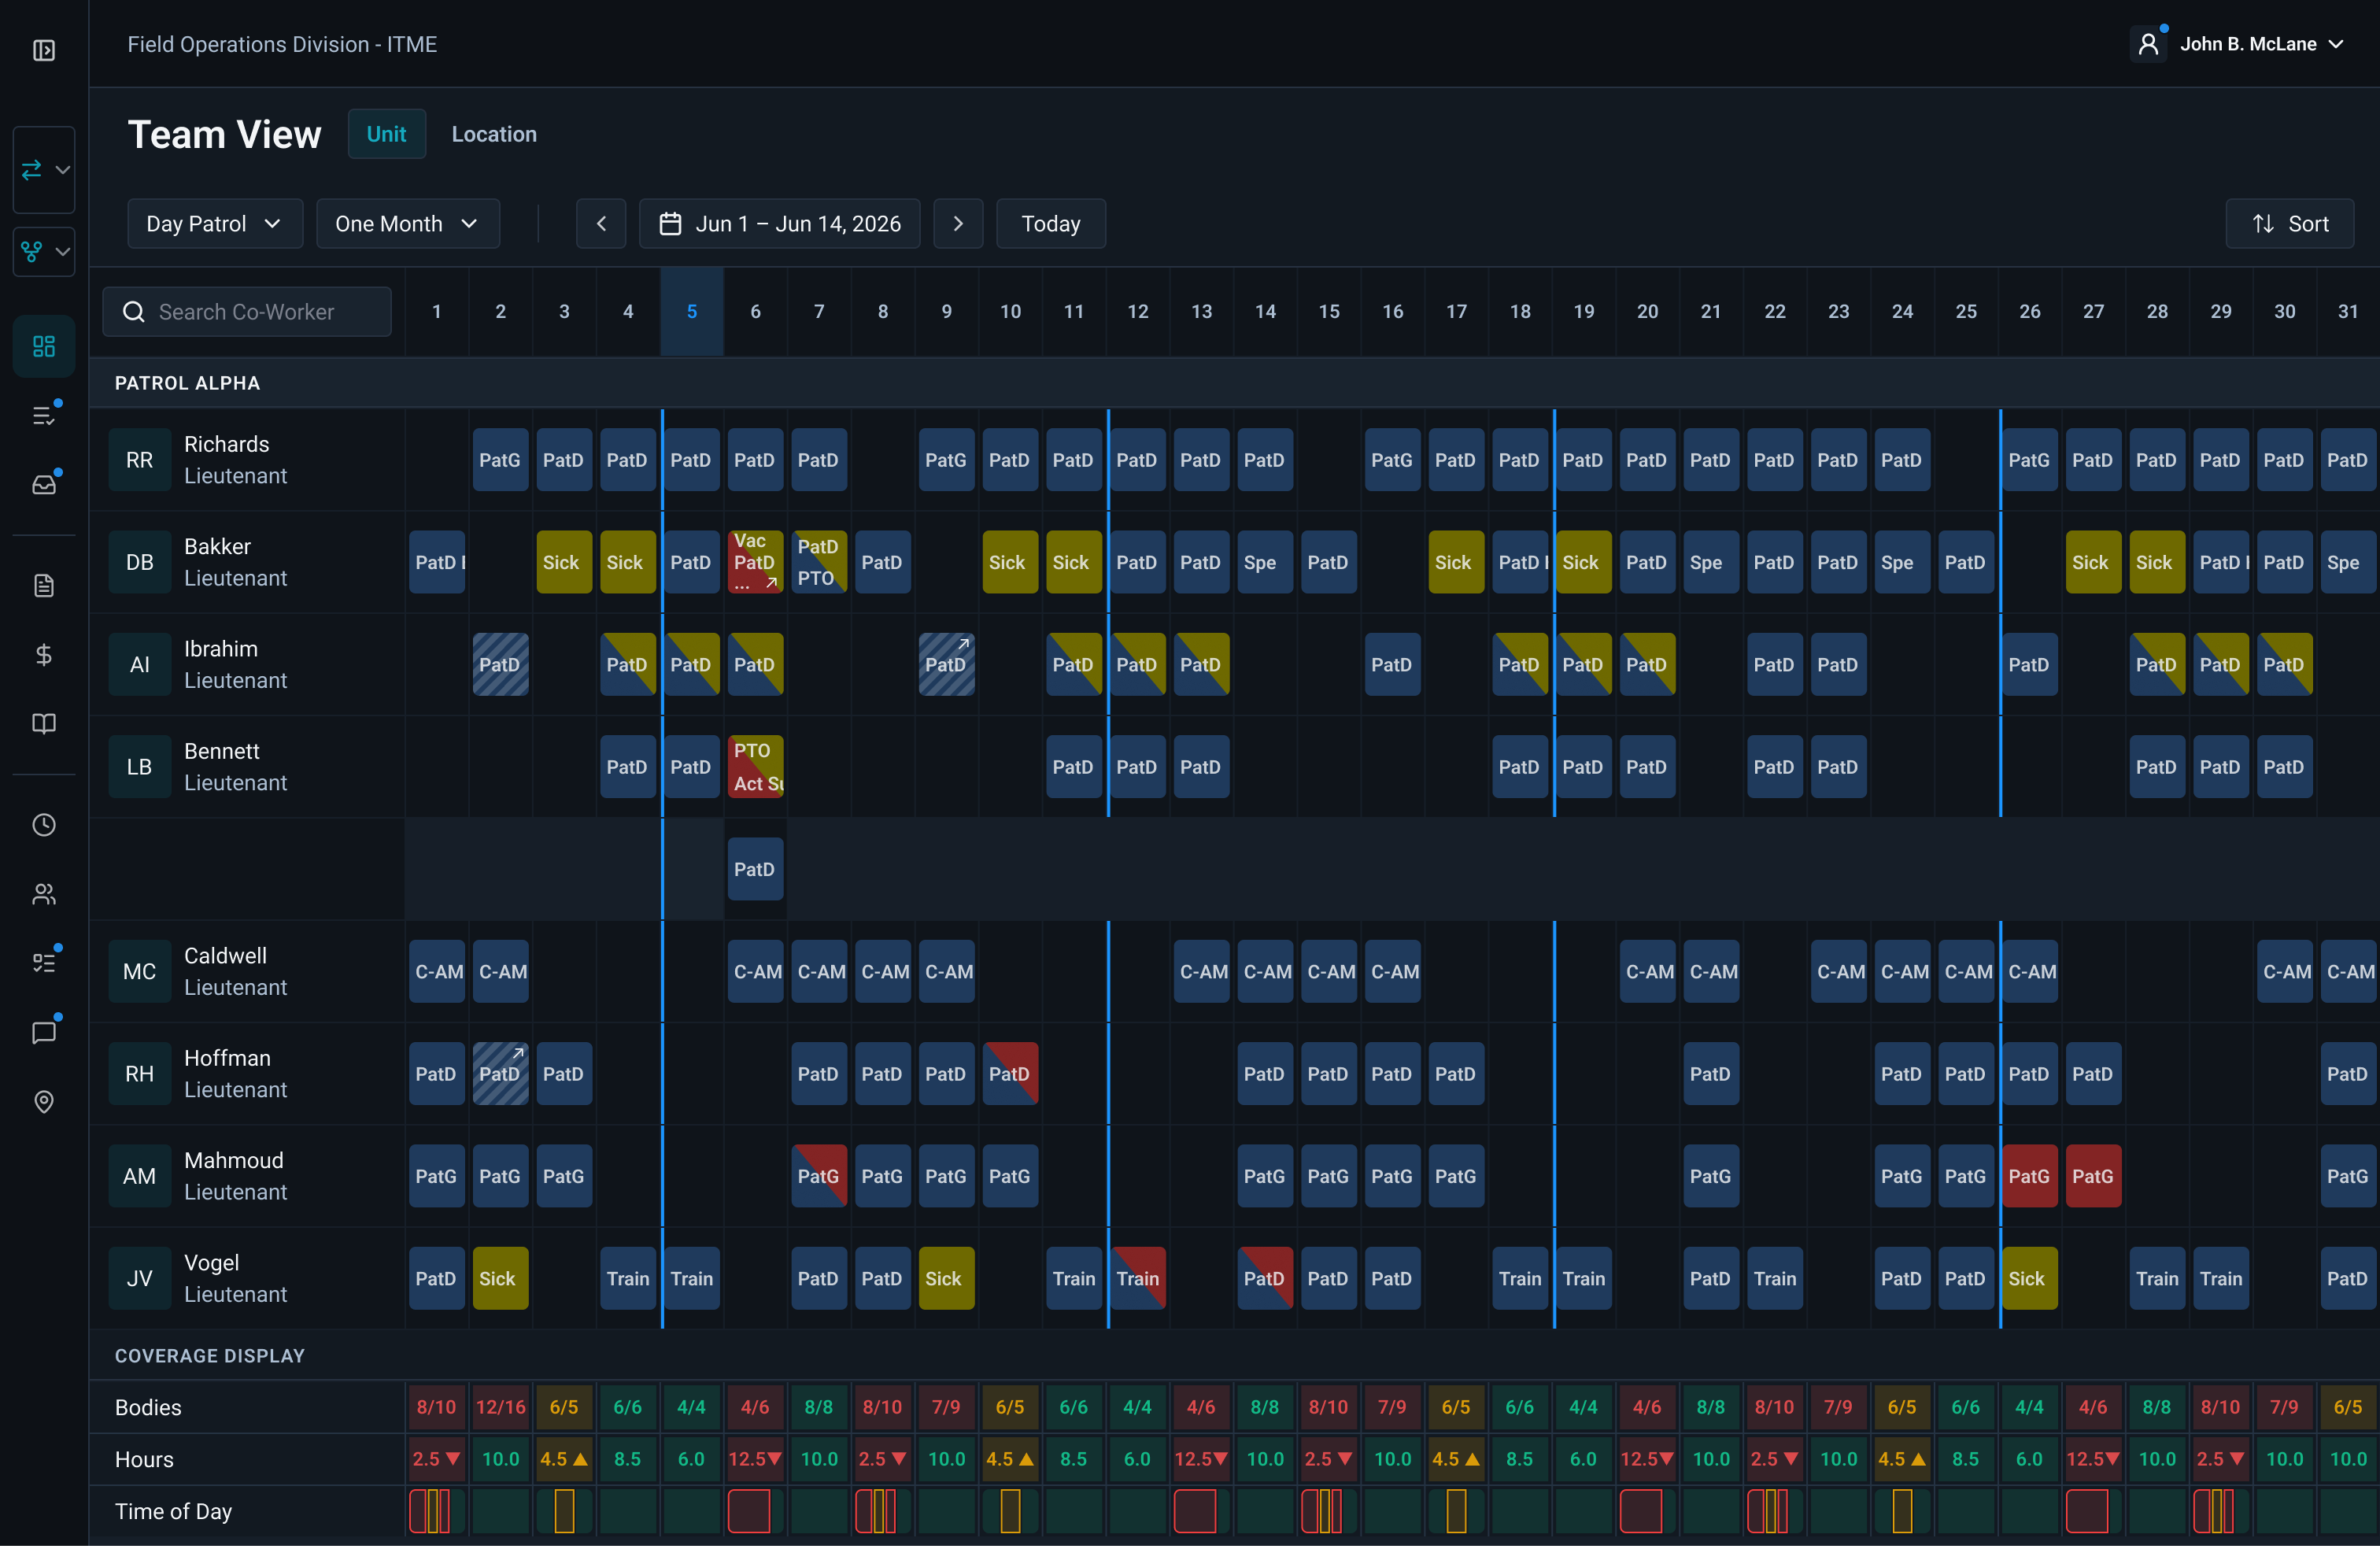 Field Operations Division - ITME
John B. McLane
Team View Unit Location
Day Patrol One Month Jun 1 – Jun 14, 2026 Today Sort
Search Co-Worker 1 2 3 4 5 6 7 8 9 10 11 12 13 14 15 16 17 18 19 20 21 22 23 24 25 26 27 28 29 30 31
PATROL ALPHA
RR Richards Lieutenant PatG PatD PatD PatD PatD PatD PatG PatD PatD PatD PatD PatD PatG PatD PatD PatD PatD PatD PatD PatD PatD PatG PatD PatD PatD PatD PatD
DB Bakker Lieutenant PatD Sick Sick PatD Vac PatD ... PatD PTO PatD Sick Sick PatD PatD Spe PatD Sick PatD Sick PatD Spe PatD PatD Spe PatD Sick Sick PatD PatD Spe
AI Ibrahim Lieutenant PatD PatD PatD PatD PatD PatD PatD PatD PatD PatD PatD PatD PatD PatD PatD PatD PatD PatD
LB Bennett Lieutenant PatD PatD PTO Act Su PatD PatD PatD PatD PatD PatD PatD PatD PatD PatD PatD
PatD
MC Caldwell Lieutenant C-AM C-AM C-AM C-AM C-AM C-AM C-AM C-AM C-AM C-AM C-AM C-AM C-AM C-AM C-AM C-AM C-AM C-AM
RH Hoffman Lieutenant PatD PatD PatD PatD PatD PatD PatD PatD PatD PatD PatD PatD PatD PatD PatD PatD PatD
AM Mahmoud Lieutenant PatG PatG PatG PatG PatG PatG PatG PatG PatG PatG PatG PatG PatG PatG PatG PatG PatG
JV Vogel Lieutenant PatD Sick Train Train PatD PatD Sick Train Train PatD PatD PatD Train Train PatD Train PatD PatD Sick Train Train PatD
COVERAGE DISPLAY
Bodies 8/10 12/16 6/5 6/6 4/4 4/6 8/8 8/10 7/9 6/5 6/6 4/4 4/6 8/8 8/10 7/9 6/5 6/6 4/4 4/6 8/8 8/10 7/9 6/5 6/6 4/4 4/6 8/8 8/10 7/9 6/5
Hours 2.5 ▼ 10.0 4.5 ▲ 8.5 6.0 12.5▼ 10.0 2.5 ▼ 10.0 4.5 ▲ 8.5 6.0 12.5▼ 10.0 2.5 ▼ 10.0 4.5 ▲ 8.5 6.0 12.5▼ 10.0 2.5 ▼ 10.0 4.5 ▲ 8.5 6.0 12.5▼ 10.0 2.5 ▼ 10.0 10.0
Time of Day